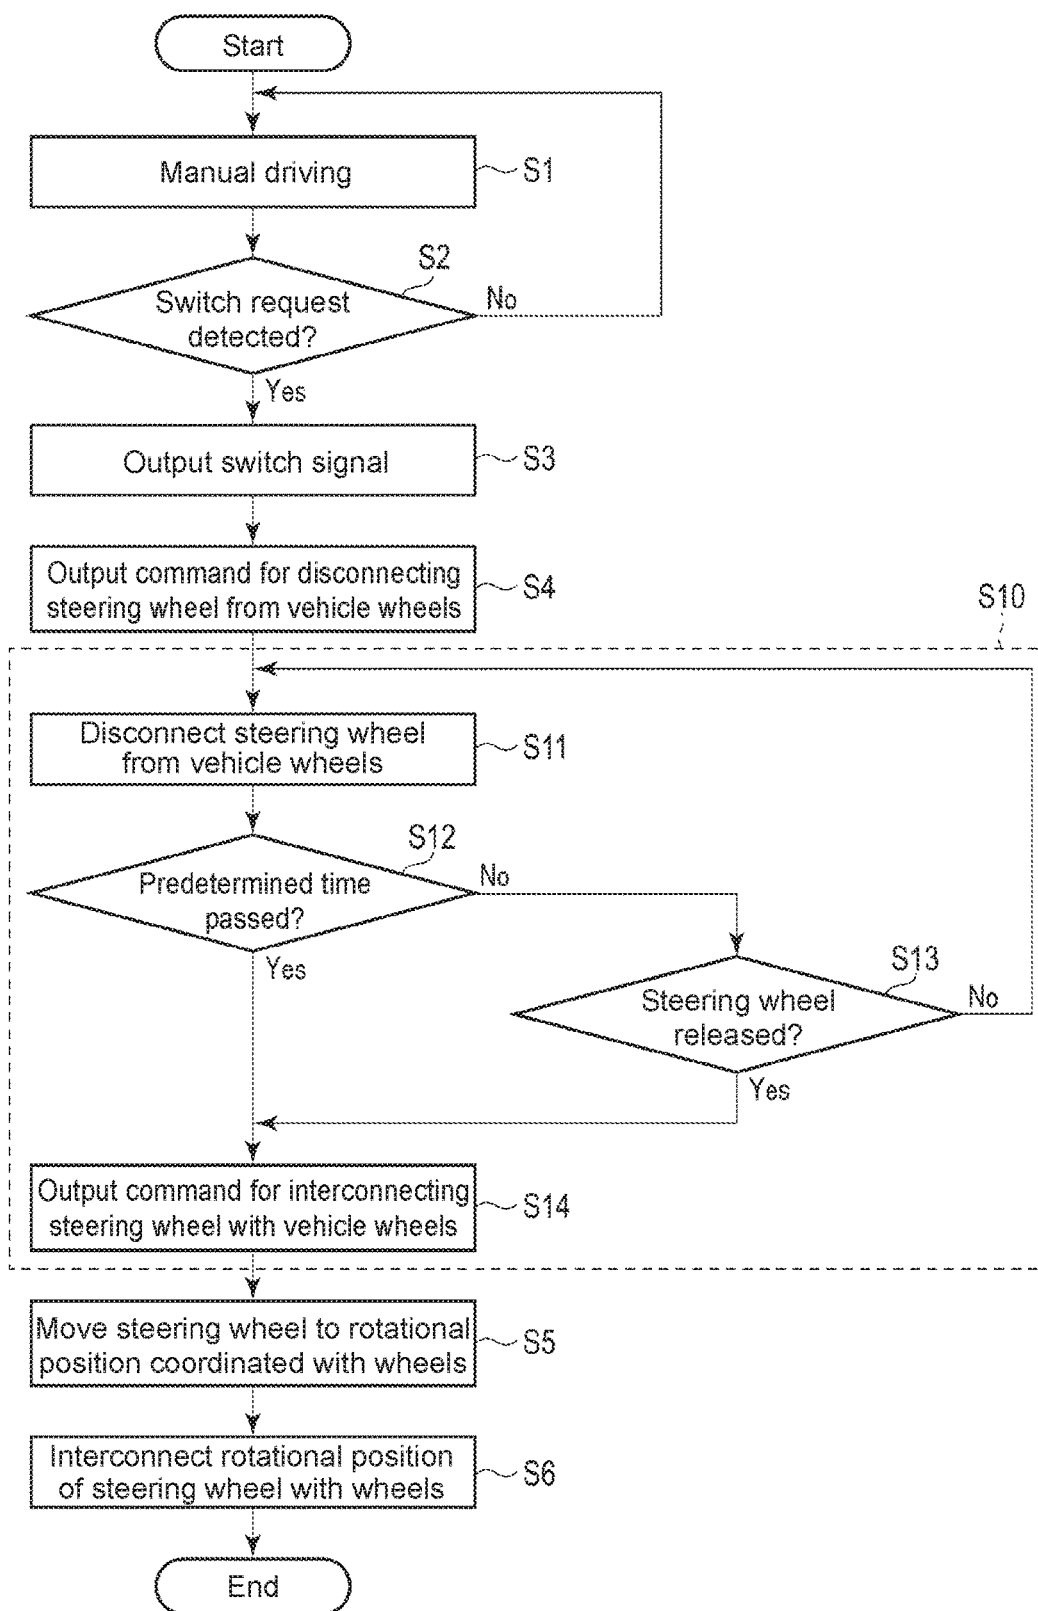 Start
Manual driving
S1
S2
Switch request
detected?
No
Yes
Output switch signal
S3
Output command for disconnecting
steering wheel from vehicle wheels
S4
S10
Disconnect steering wheel
from vehicle wheels
S11
S12
Predetermined time
passed?
No
Yes
S13
Steering wheel
released?
No
Yes
Output command for interconnecting
steering wheel with vehicle wheels
S14
Move steering wheel to rotational
position coordinated with wheels
S5
Interconnect rotational position
of steering wheel with wheels
S6
End